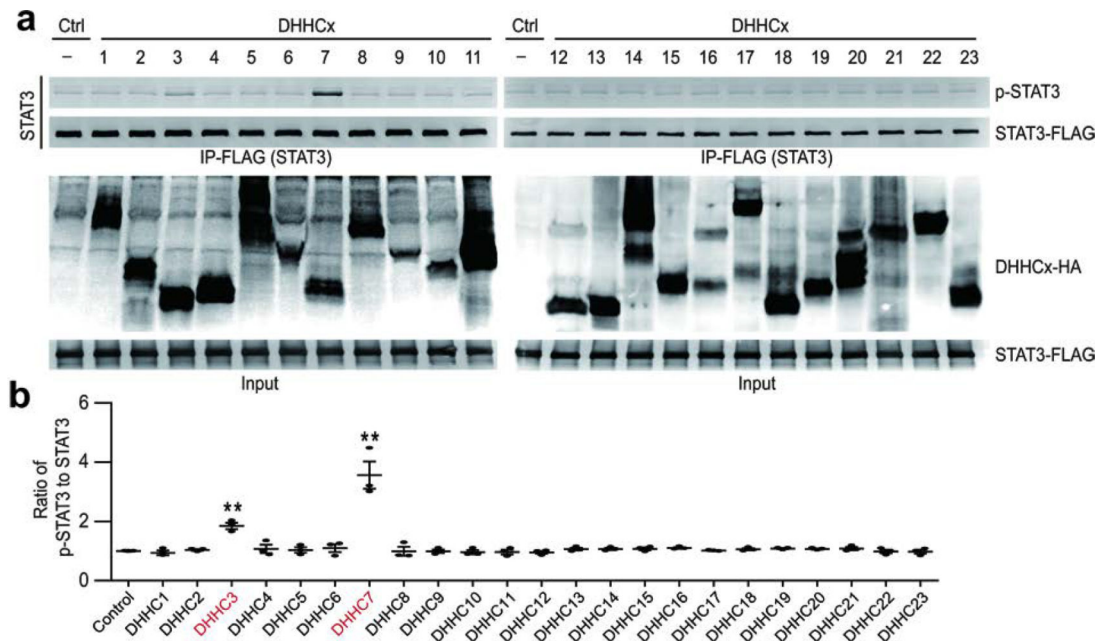 a
Ctrl DHHCx Ctrl DHHCx
– 1 2 3 4 5 6 7 8 9 10 11 – 12 13 14 15 16 17 18 19 20 21 22 23
STAT3
p-STAT3
STAT3-FLAG
IP-FLAG (STAT3) IP-FLAG (STAT3)
DHHCx-HA
STAT3-FLAG
Input Input
b
Ratio of
p-STAT3 to STAT3
6
4
2
0
**
**
Control DHHC1 DHHC2 DHHC3 DHHC4 DHHC5 DHHC6 DHHC7 DHHC8 DHHC9 DHHC10 DHHC11 DHHC12 DHHC13 DHHC14 DHHC15 DHHC16 DHHC17 DHHC18 DHHC19 DHHC20 DHHC21 DHHC22 DHHC23